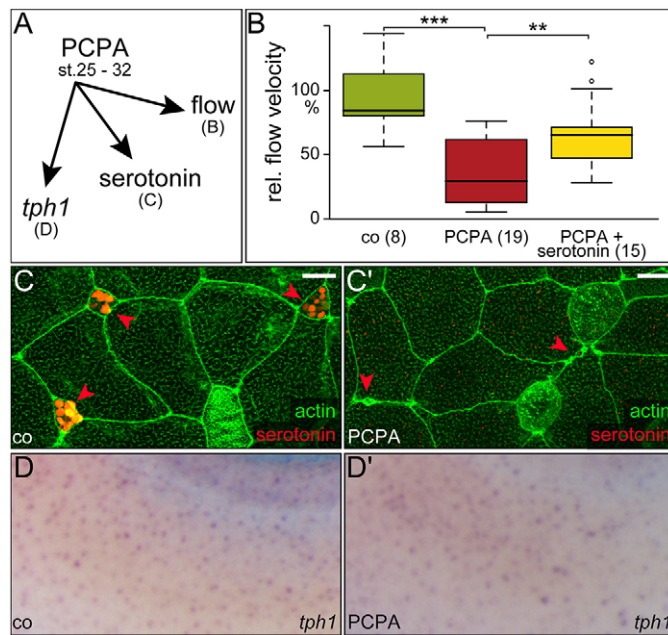 A
PCPA
st.25 - 32
flow
(B)
serotonin
(C)
tph1
(D)
B
rel. flow velocity
100
%
50
0
***
**
co (8)
PCPA (19)
PCPA +
serotonin (15)
C
actin
co
serotonin
C'
actin
PCPA
serotonin
D
co
tph1
D'
PCPA
tph1